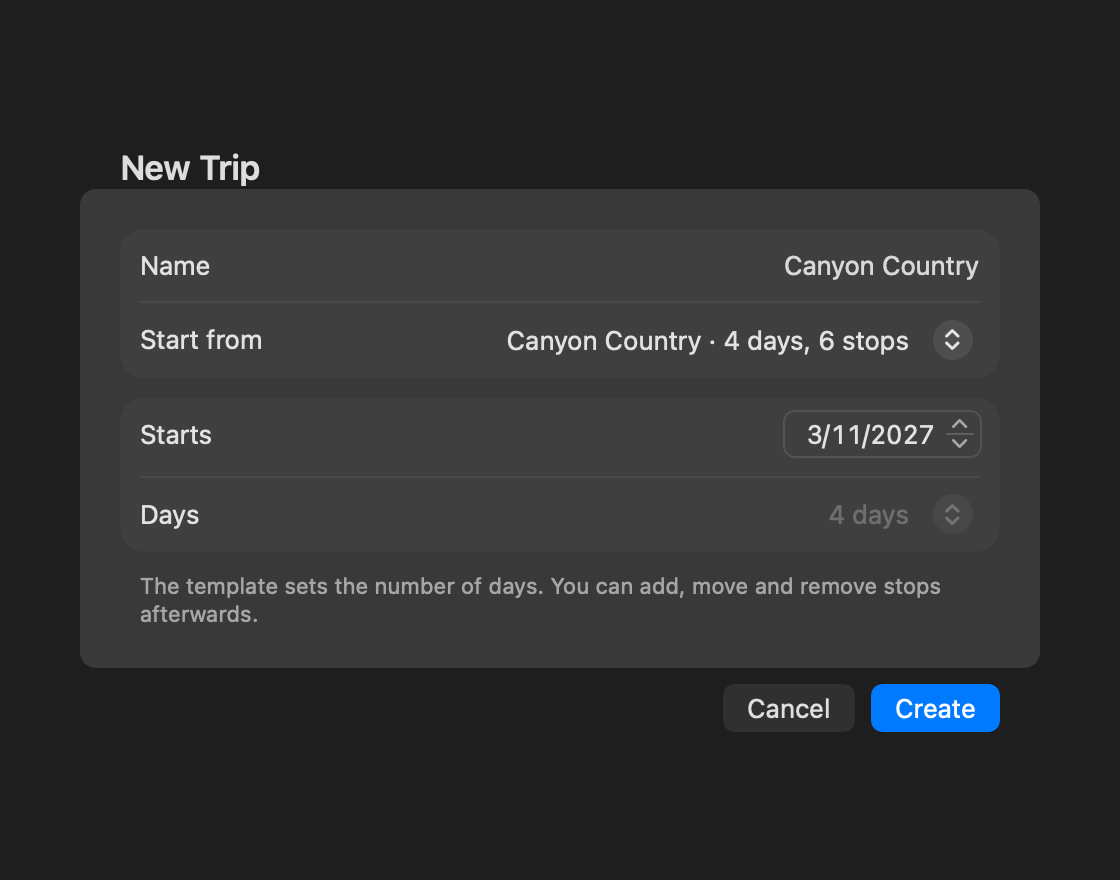 New Trip
Name
Canyon Country
Start from
Canyon Country · 4 days, 6 stops
Starts
3/11/2027
Days
4 days
The template sets the number of days. You can add, move and remove stops
afterwards.
Cancel
Create